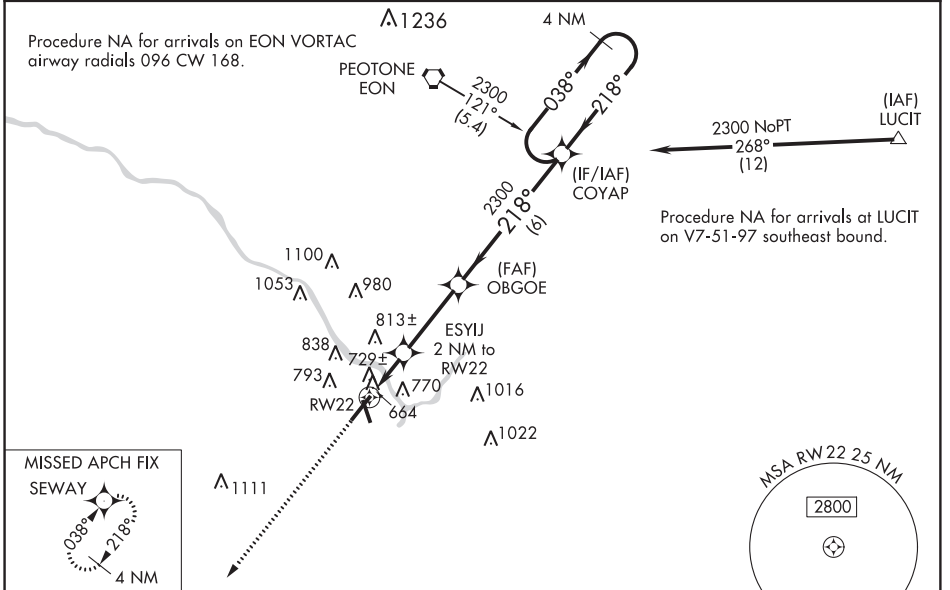 1236
4 NM
Procedure NA for arrivals on EON VORTAC
airway radials 096 CW 168.
PEOTONE
EON
2300
121°
(5.4)
038°
218°
(IAF)
LUCIT
2300 NoPT
268°
(12)
(IF/IAF)
COYAP
2300
218°
(6)
Procedure NA for arrivals at LUCIT
on V7-51-97 southeast bound.
1100
(FAF)
OBGOE
1053
980
813±
ESYIJ
2 NM to
RW22
838
729±
793
770
1016
RW22
664
1022
MISSED APCH FIX
SEWAY
038°
218°
4 NM
1111
MSA RW22 25 NM
2800